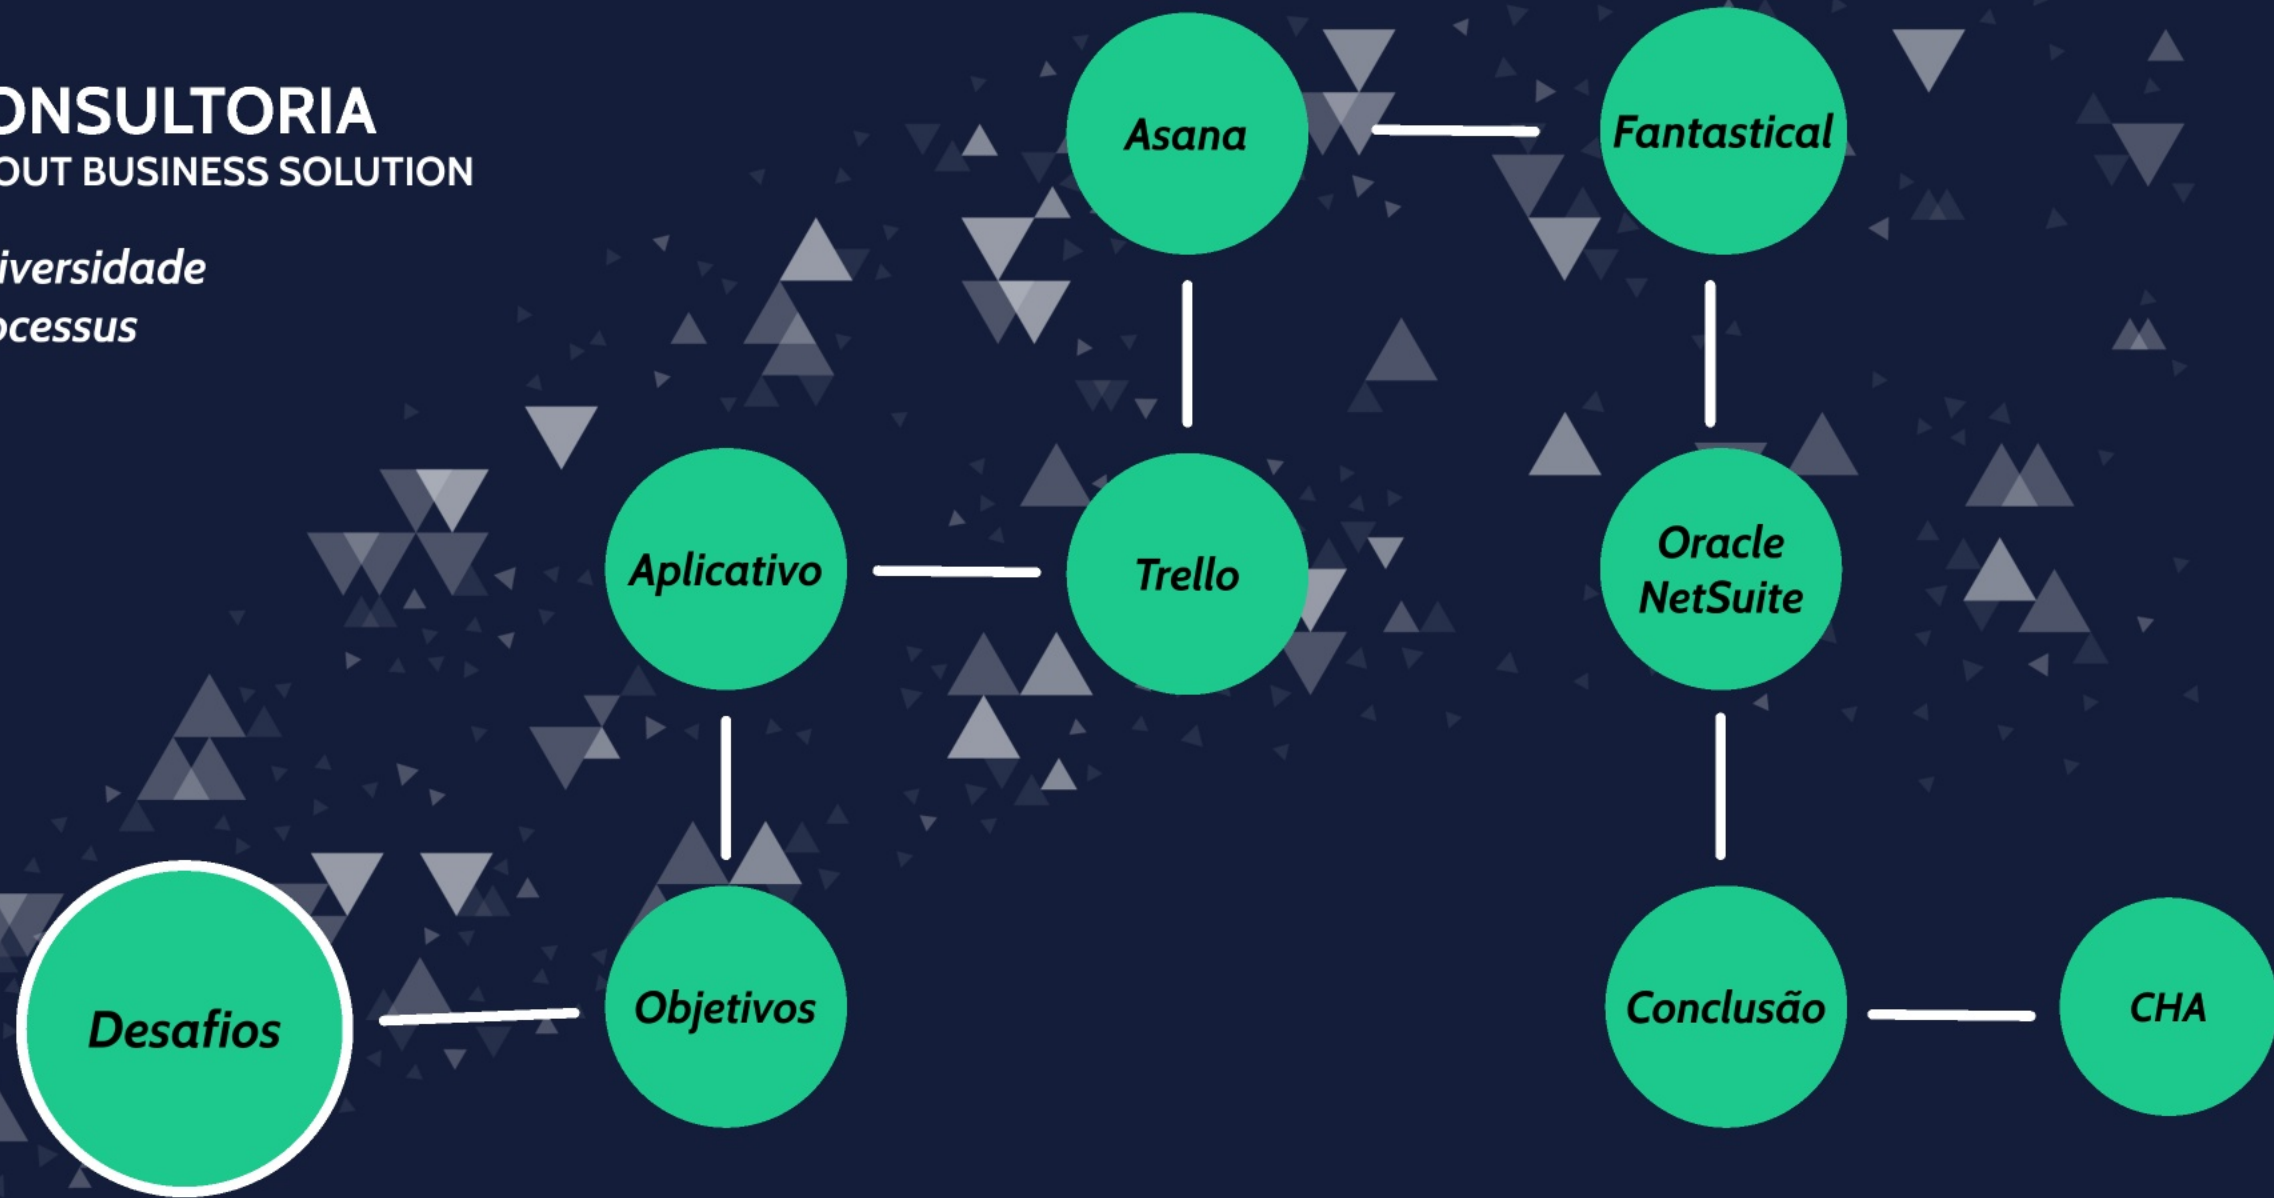 ONSULTORIA
OUT BUSINESS SOLUTION
iversidade
ocessus
Asana
Fantastical
Aplicativo
Trello
Oracle
NetSuite
Desafios
Objetivos
Conclusão
CHA